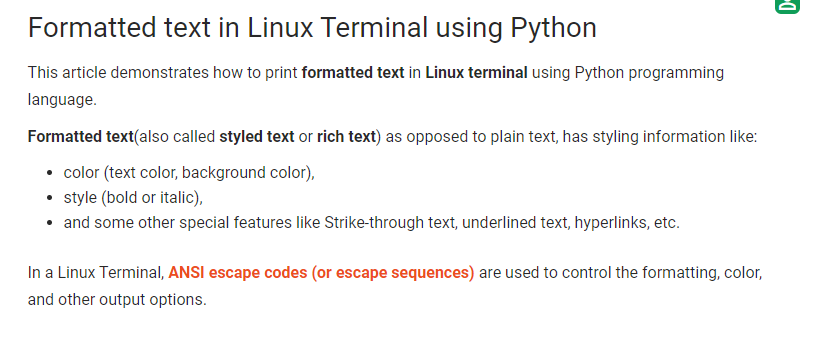 Formatted text in Linux Terminal using Python
This article demonstrates how to print formatted text in Linux terminal using Python programming
language.
Formatted text(also called styled text or rich text) as opposed to plain text, has styling information like:
• color (text color, background color),
• style (bold or italic),
• and some other special features like Strike-through text, underlined text, hyperlinks, etc.
In a Linux Terminal, ANSI escape codes (or escape sequences) are used to control the formatting, color,
and other output options.